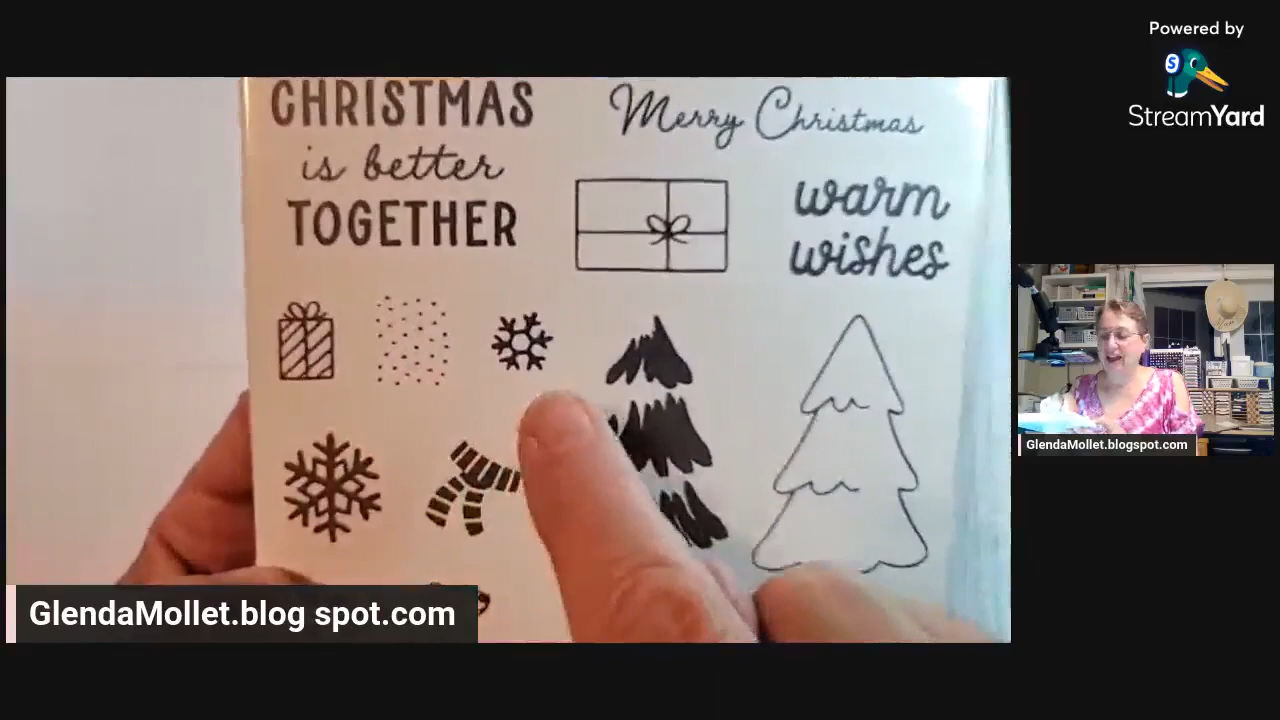 Powered by
StreamYard
CHRISTMAS
is better
TOGETHER
Merry Christmas
warm
wishes
GlendaMollet.blogspot.com
GlendaMollet.blog spot.com